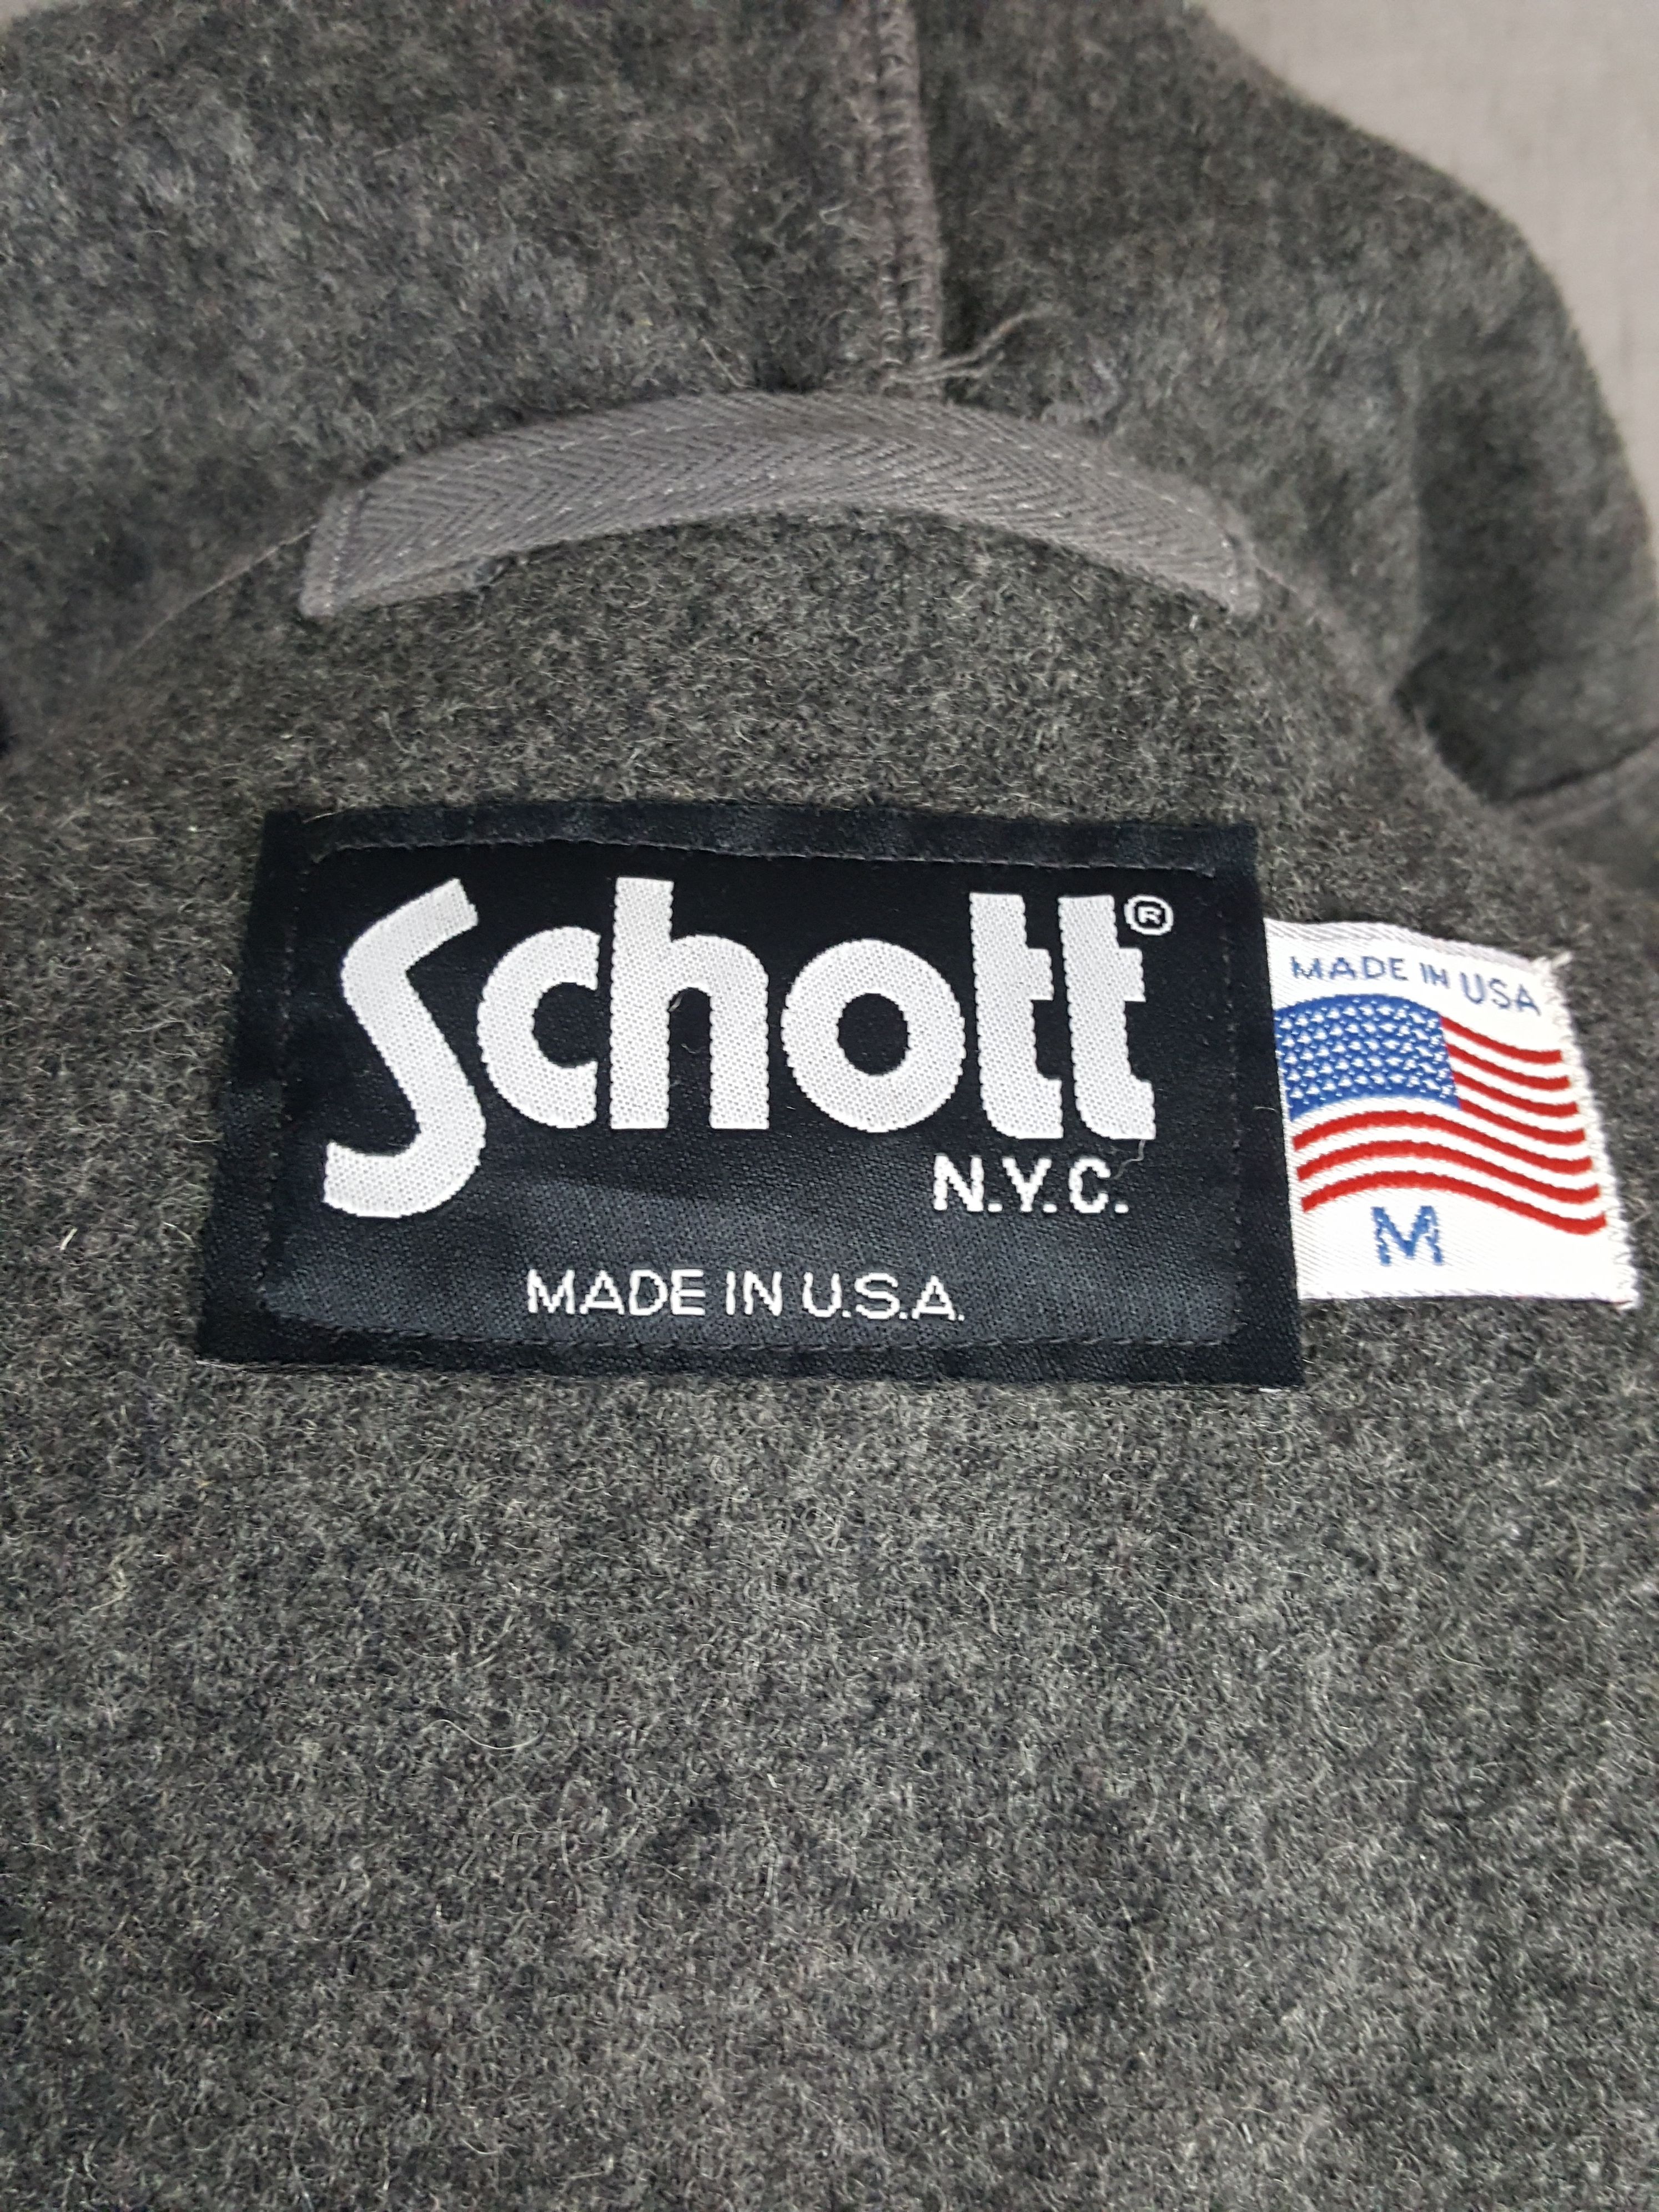 Schott®
N.Y.C.
MADE IN U.S.A.
MADE IN USA
M